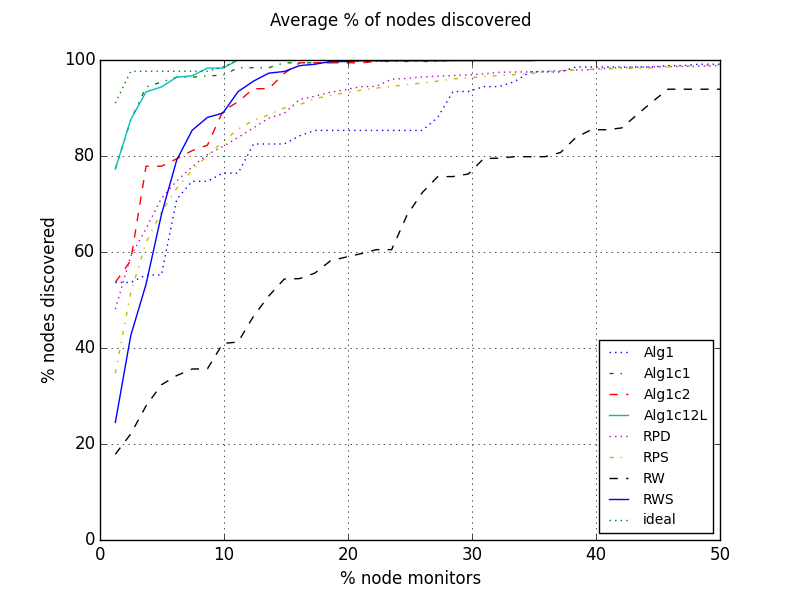 Average % of nodes discovered
% nodes discovered
100
80
60
40
20
0
0 10 20 30 40 50
% node monitors
Alg1
Alg1c1
Alg1c2
Alg1c12L
RPD
RPS
RW
RWS
ideal